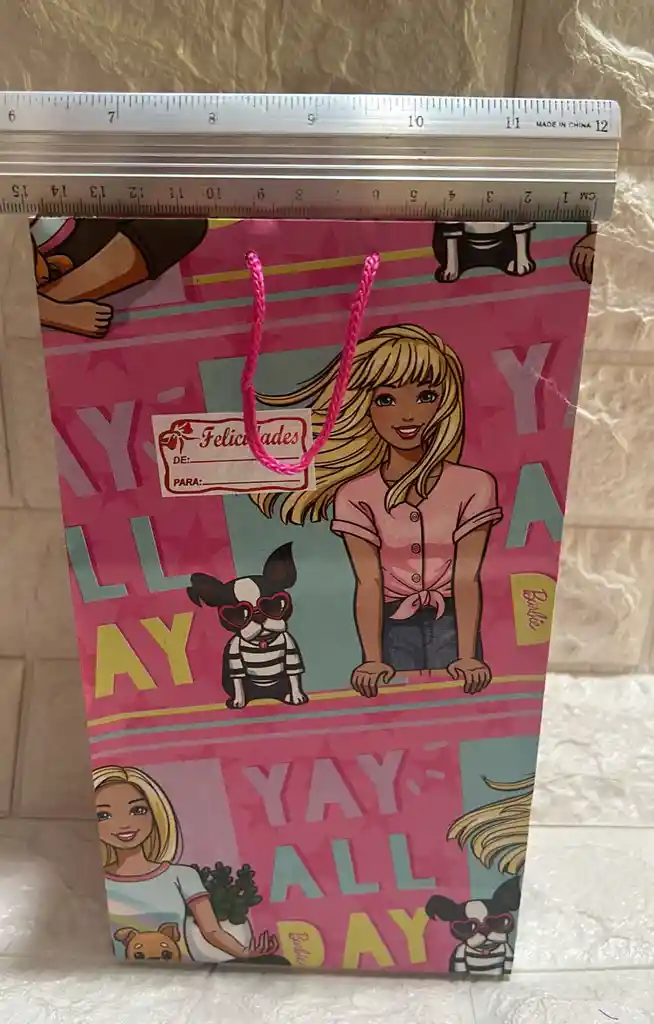 6 7 8 9 10 11 MADE IN CHINA 12
15 14 13 12 11 10 9 8 7 6 5 4 3 2 1 CM
YAY
YAY
Felicidades
DE:
PARA:
ALL
A
DAY
D
Barbie
YAY
ALL
DAY
Barbie